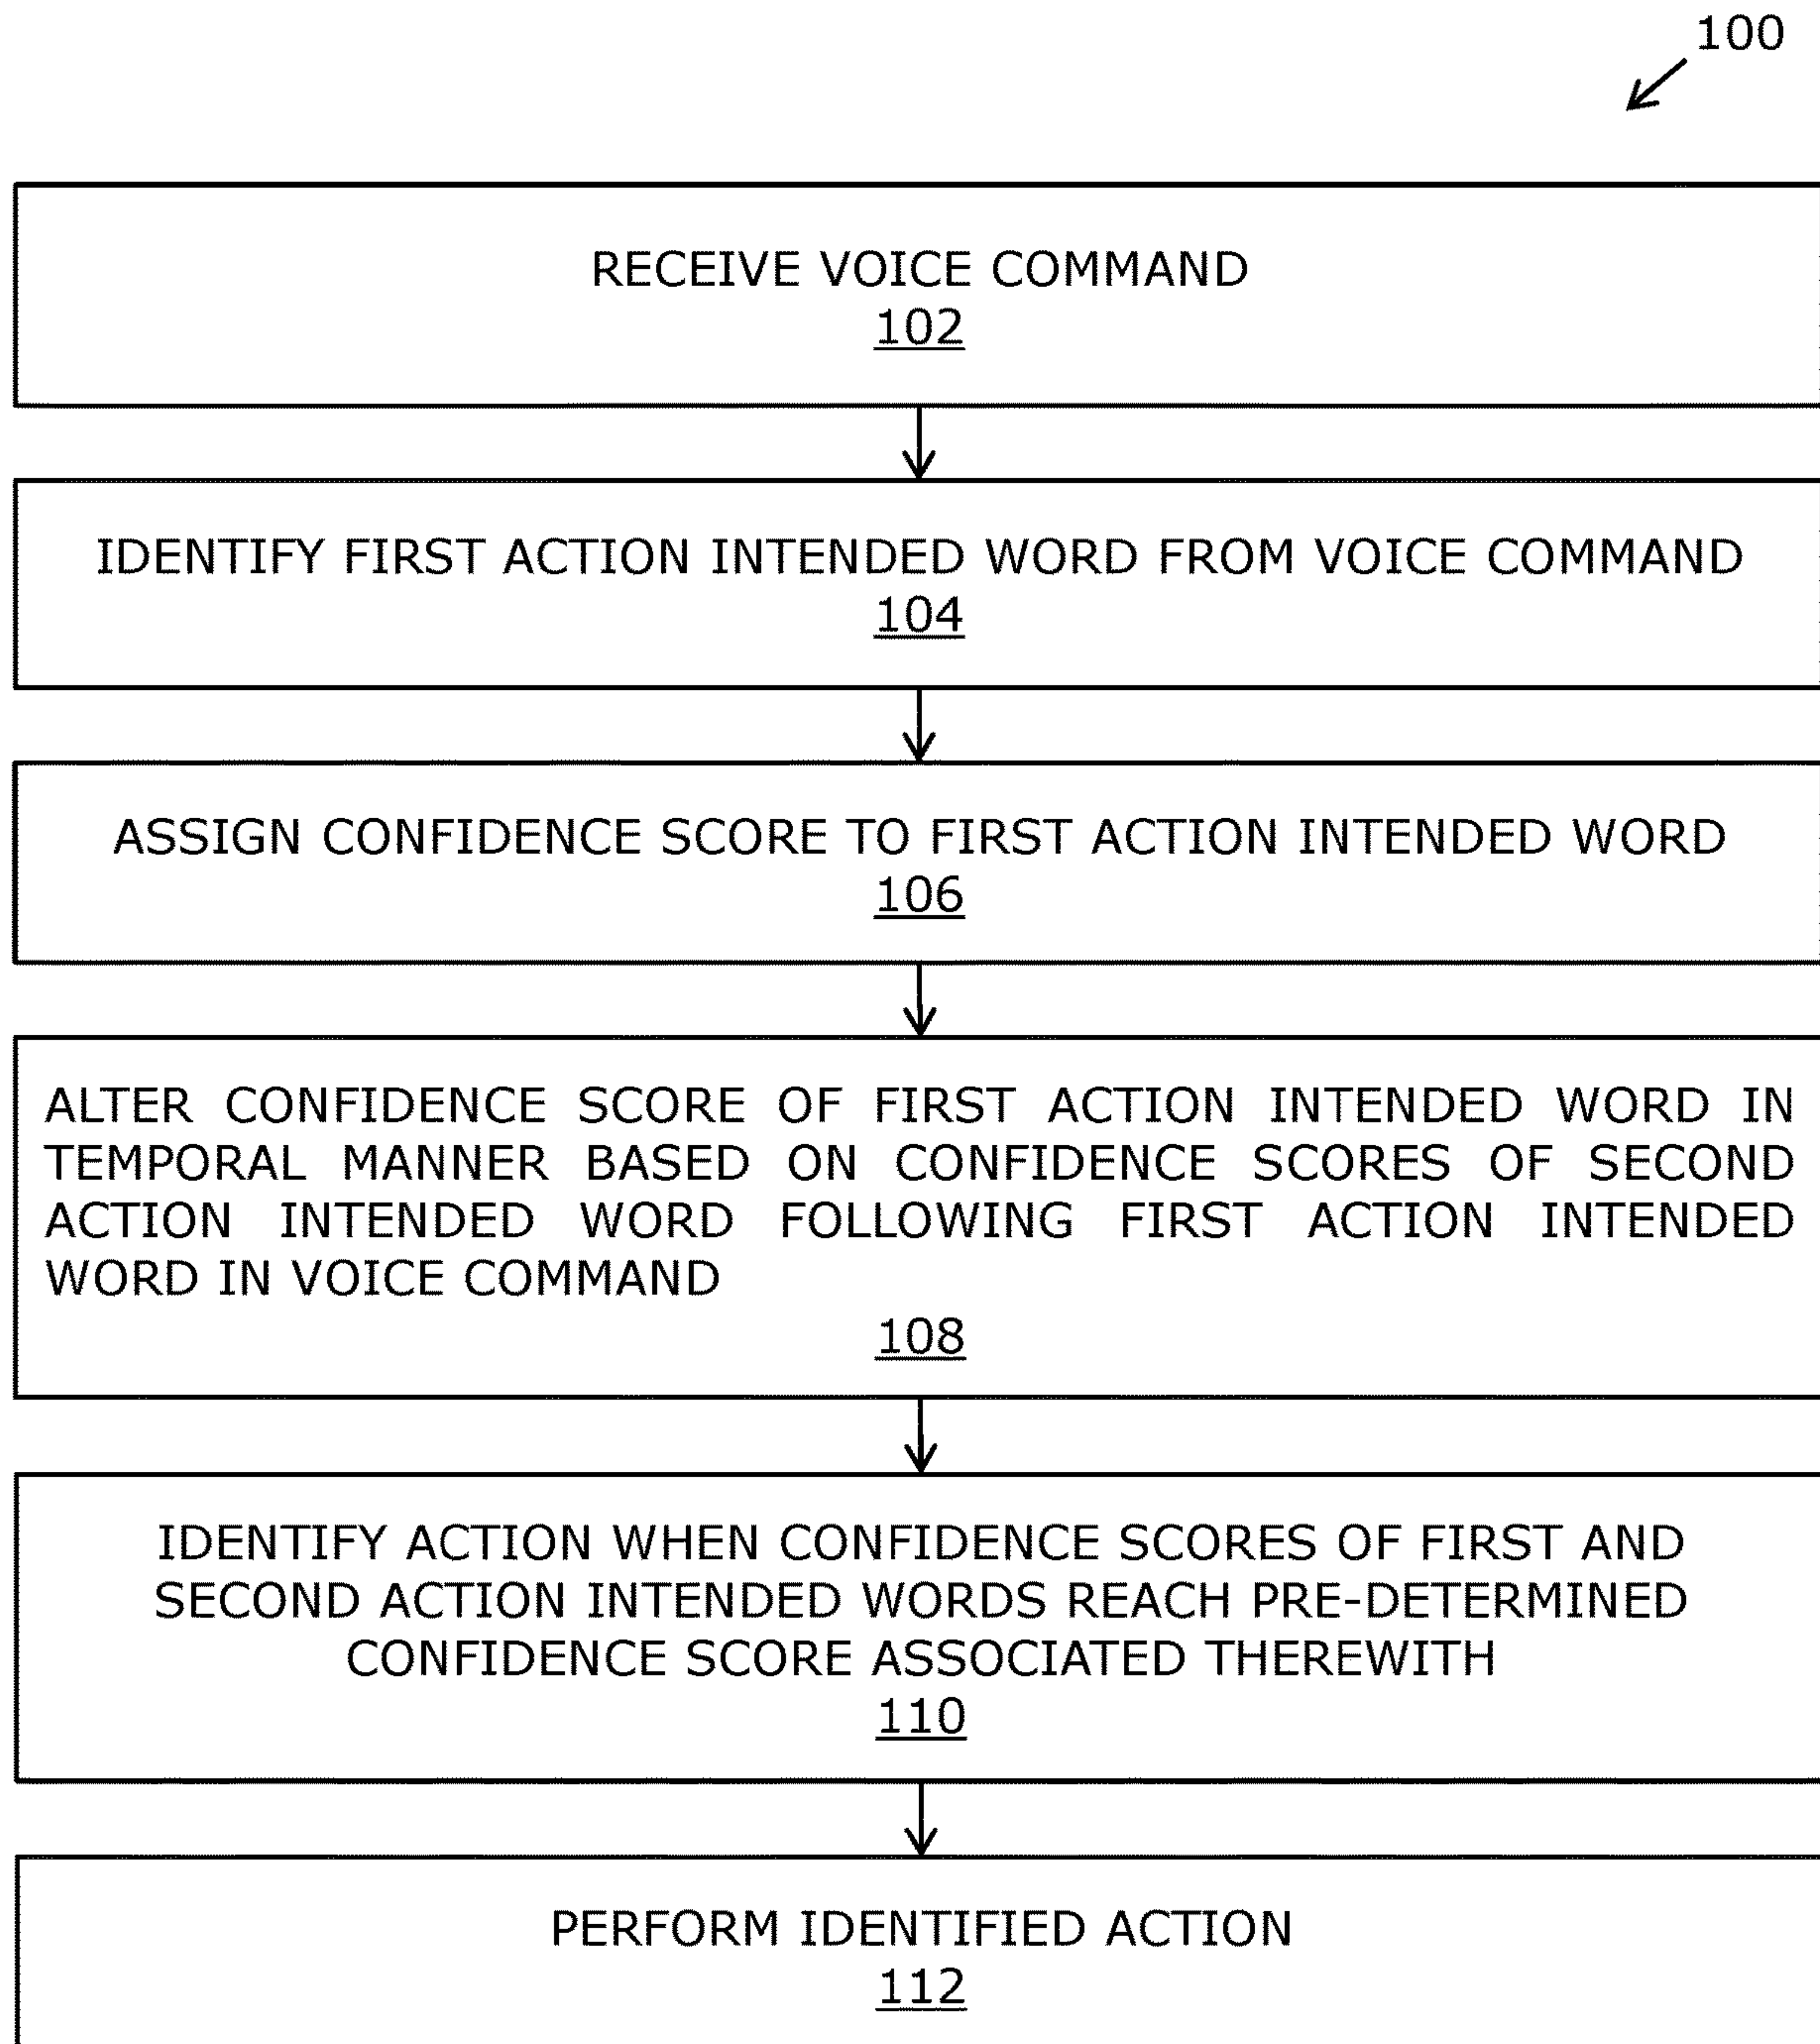 100
RECEIVE VOICE COMMAND
102
IDENTIFY FIRST ACTION INTENDED WORD FROM VOICE COMMAND
104
ASSIGN CONFIDENCE SCORE TO FIRST ACTION INTENDED WORD
106
ALTER CONFIDENCE SCORE OF FIRST ACTION INTENDED WORD IN
TEMPORAL MANNER BASED ON CONFIDENCE SCORES OF SECOND
ACTION INTENDED WORD FOLLOWING FIRST ACTION INTENDED
WORD IN VOICE COMMAND
108
IDENTIFY ACTION WHEN CONFIDENCE SCORES OF FIRST AND
SECOND ACTION INTENDED WORDS REACH PRE-DETERMINED
CONFIDENCE SCORE ASSOCIATED THEREWITH
110
PERFORM IDENTIFIED ACTION
112